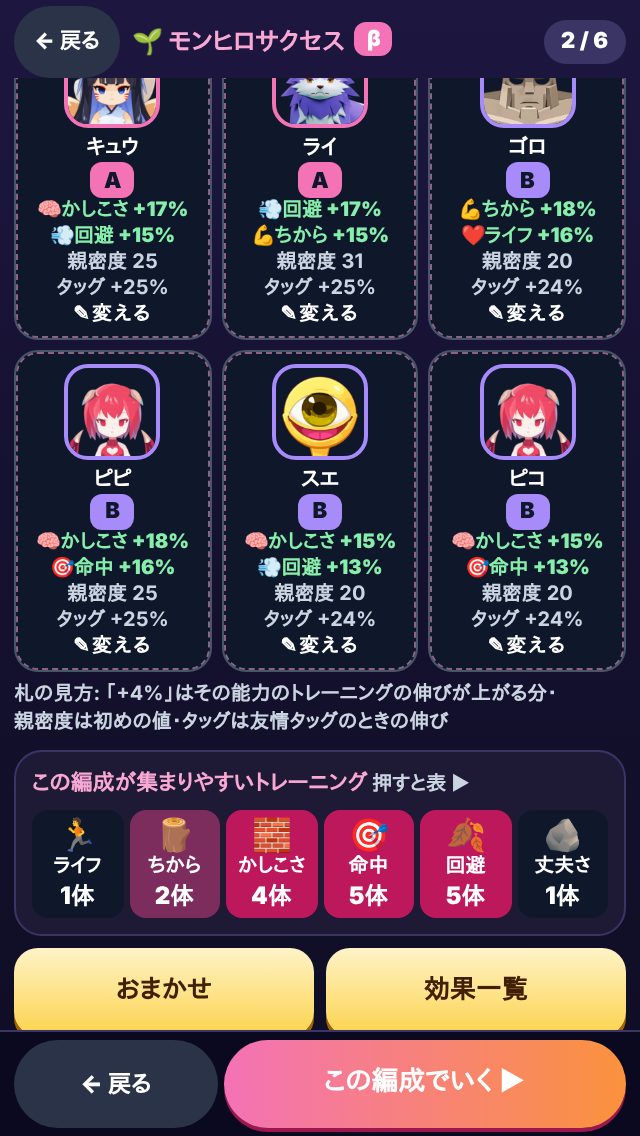 ← 戻る
🌱 モンヒロサクセス β
2 / 6
キュウ
A
🧠かしこさ +17%
💨回避 +15%
親密度 25
タッグ +25%
✎変える
ライ
A
💨回避 +17%
💪ちから +15%
親密度 31
タッグ +25%
✎変える
ゴロ
B
💪ちから +18%
❤️ライフ +16%
親密度 20
タッグ +24%
✎変える
ピピ
B
🧠かしこさ +18%
🎯命中 +16%
親密度 25
タッグ +25%
✎変える
スエ
B
🧠かしこさ +15%
💨回避 +13%
親密度 20
タッグ +24%
✎変える
ピコ
B
🧠かしこさ +15%
🎯命中 +13%
親密度 20
タッグ +24%
✎変える
札の見方: 「+4%」はその能力のトレーニングの伸びが上がる分・
親密度は初めの値・タッグは友情タッグのときの伸び
この編成が集まりやすいトレーニング 押すと表 ▶
ライフ
1体
ちから
2体
かしこさ
4体
命中
5体
回避
5体
丈夫さ
1体
おまかせ
効果一覧
← 戻る
この編成でいく ▶